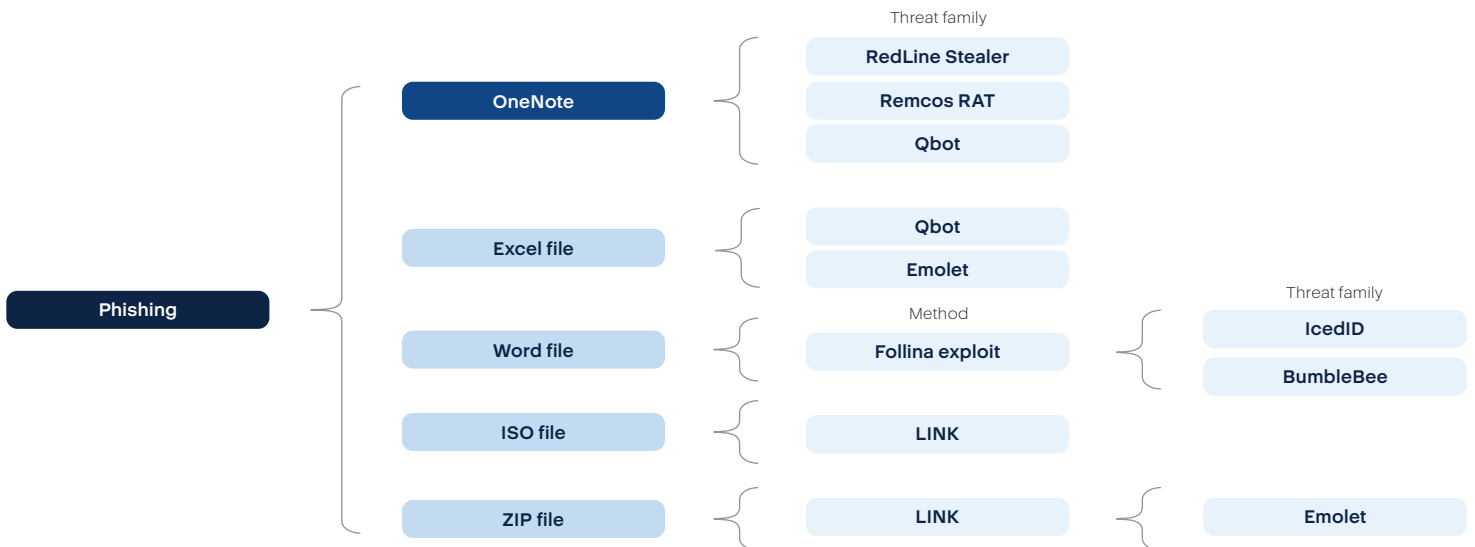 Threat family
RedLine Stealer
OneNote
Remcos RAT
Qbot
Qbot
Excel file
Emolet
Threat family
Phishing
Method
IcedID
Word file
Follina exploit
BumbleBee
ISO file
LINK
ZIP file
LINK
Emolet